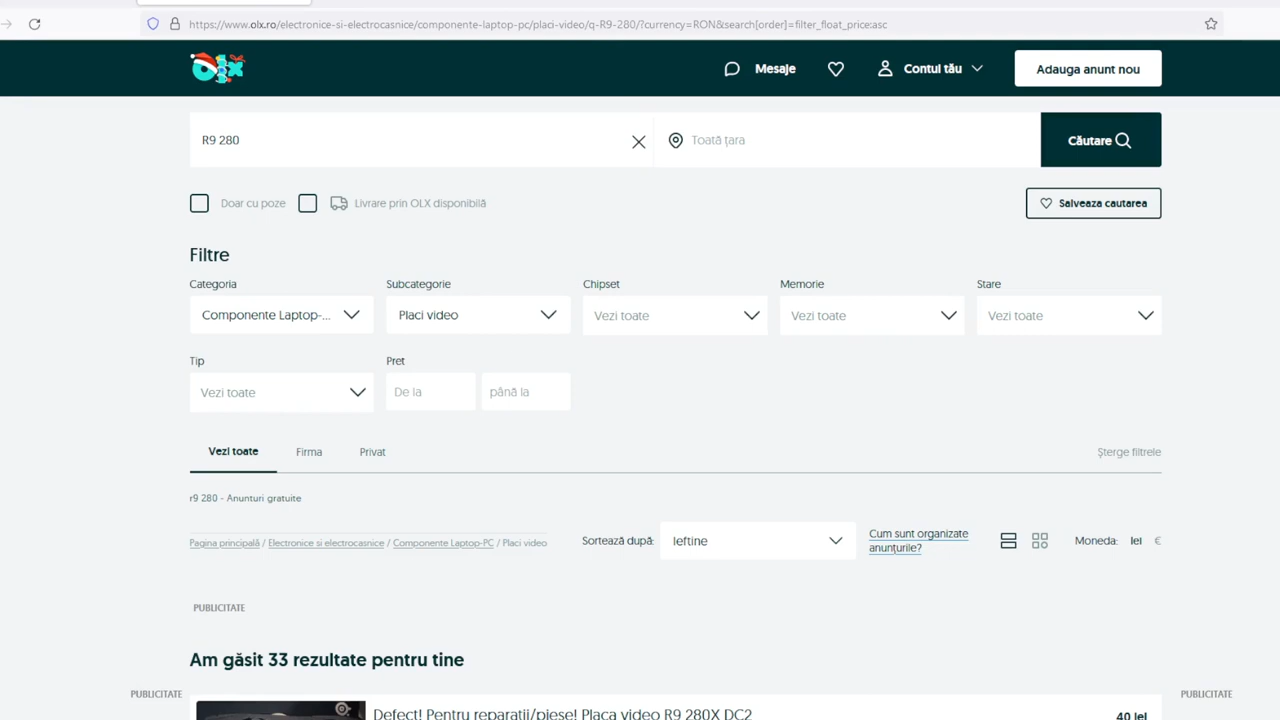 https://www.olx.ro/electronice-si-electrocasnice/componente-laptop-pc/placi-video/q-R9-280/?currency=RON&search[order]=filter_float_price:asc
olx
Mesaje
Contul tău
Adauga anunt nou
R9 280
Toată țara
Căutare
Doar cu poze
Livrare prin OLX disponibilă
Salveaza cautarea
Filtre
Categoria
Subcategorie
Chipset
Memorie
Stare
Componente Laptop-...
Placi video
Vezi toate
Vezi toate
Vezi toate
Tip
Pret
Vezi toate
De la
până la
Vezi toate
Firma
Privat
Șterge filtrele
r9 280 - Anunturi gratuite
Pagina principală / Electronice si electrocasnice / Componente Laptop-PC / Placi video
Sortează după:
Ieftine
Cum sunt organizate
anunțurile?
Moneda:
lei
€
PUBLICITATE
Am găsit 33 rezultate pentru tine
PUBLICITATE
PUBLICITATE
Defect! Pentru reparatii/piese! Placa video R9 280X DC2
40 lei